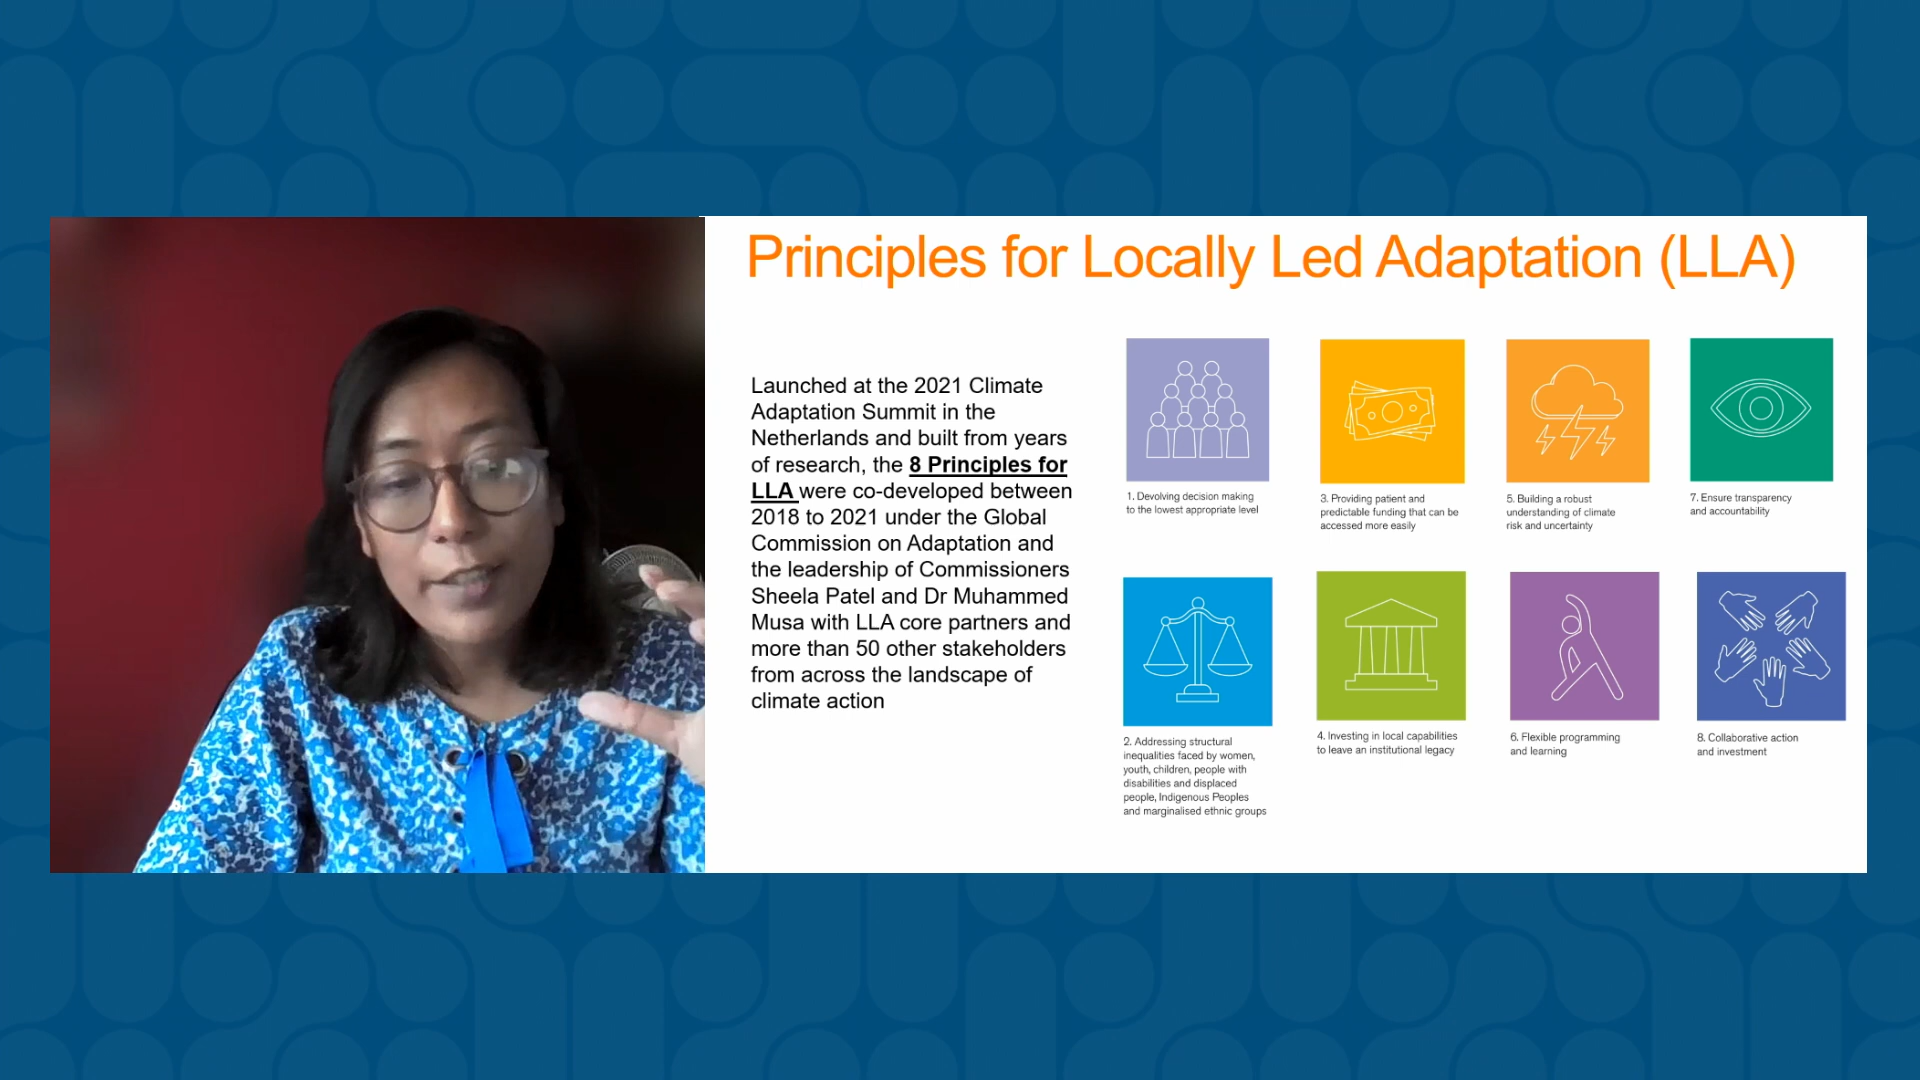 Principles for Locally Led Adaptation (LLA)
Launched at the 2021 Climate
Adaptation Summit in the
Netherlands and built from years
of research, the 8 Principles for
LLA were co-developed between
2018 to 2021 under the Global
Commission on Adaptation and
the leadership of Commissioners
Sheela Patel and Dr Muhammed
Musa with LLA core partners and
more than 50 other stakeholders
from across the landscape of
climate action
1. Devolving decision making
to the lowest appropriate level
2. Addressing structural
inequalities faced by women,
youth, children, people with
disabilities and displaced
people, Indigenous Peoples
and marginalised ethnic groups
3. Providing patient and
predictable funding that can be
accessed more easily
4. Investing in local capabilities
to leave an institutional legacy
5. Building a robust
understanding of climate
risk and uncertainty
6. Flexible programming
and learning
7. Ensure transparency
and accountability
8. Collaborative action
and investment